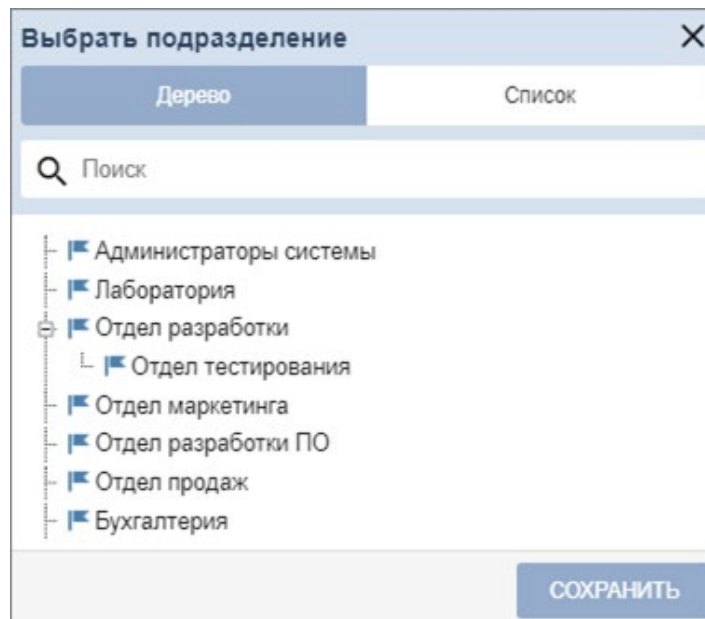 Выбрать подразделение
Дерево Список
Поиск
Администраторы системы
Лаборатория
Отдел разработки
Отдел тестирования
Отдел маркетинга
Отдел разработки ПО
Отдел продаж
Бухгалтерия
СОХРАНИТЬ